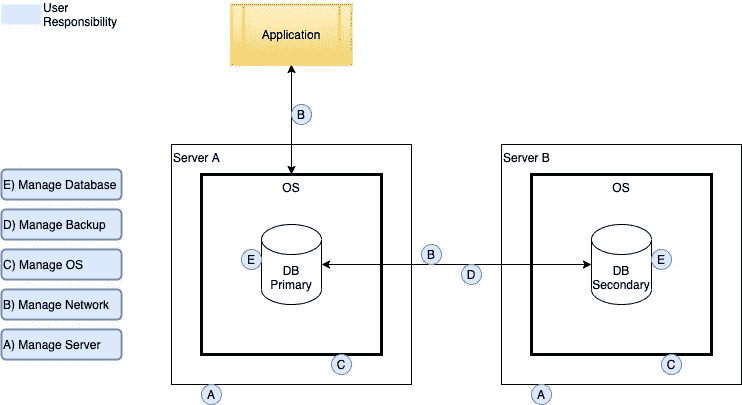 User
Responsibility
Application
B
Server A
Server B
OS
OS
E) Manage Database
D) Manage Backup
C) Manage OS
B) Manage Network
A) Manage Server
E
DB
Primary
B
D
DB
Secondary
E
C
C
A
A